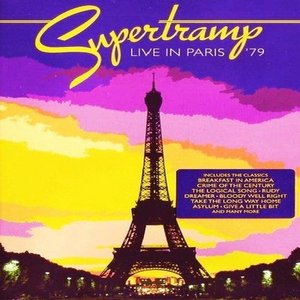 Supertramp
LIVE IN PARIS '79
INCLUDES THE CLASSICS
BREAKFAST IN AMERICA
CRIME OF THE CENTURY
THE LOGICAL SONG • RUDY
DREAMER • BLOODY WELL RIGHT
TAKE THE LONG WAY HOME
ASYLUM • GIVE A LITTLE BIT
AND MANY MORE